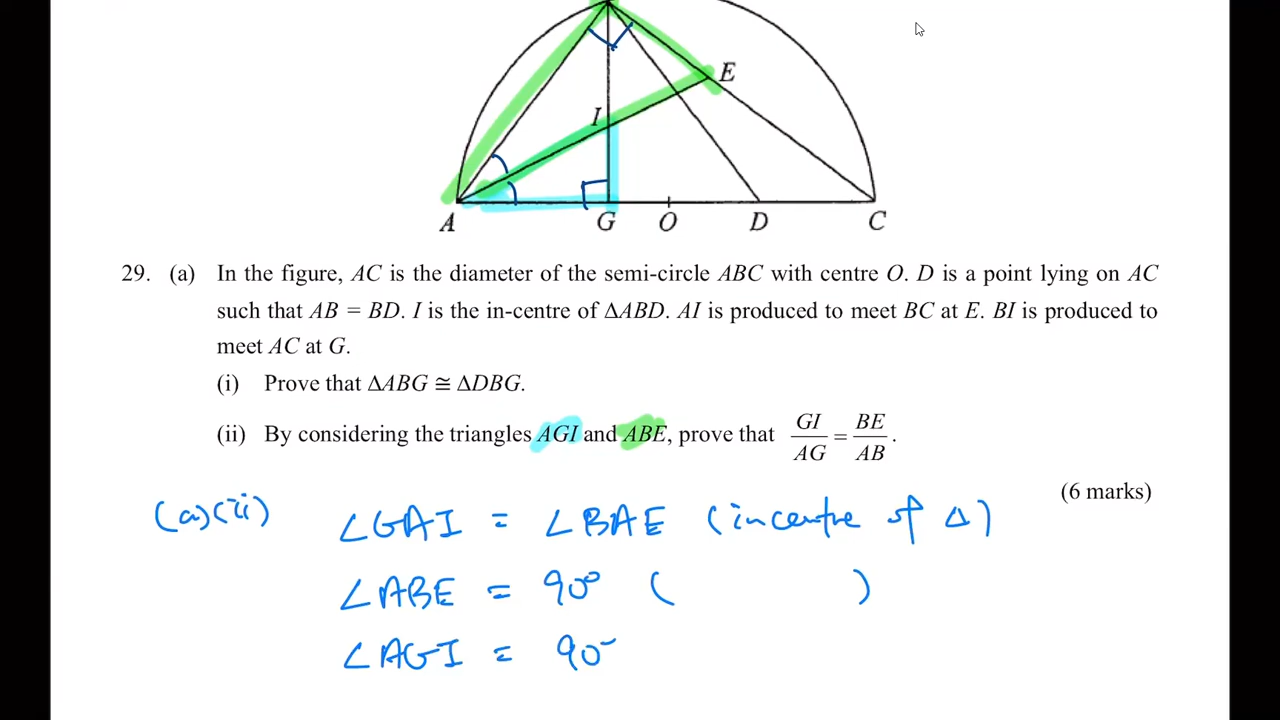 E
I
A G O D C
29. (a) In the figure, AC is the diameter of the semi-circle ABC with centre O. D is a point lying on AC
such that AB = BD. I is the in-centre of ΔABD. AI is produced to meet BC at E. BI is produced to
meet AC at G.
(i) Prove that ΔABG ≅ ΔDBG.
(ii) By considering the triangles AGI and ABE, prove that GI/AG = BE/AB.
(6 marks)
(a)(ii) ∠GAI = ∠BAE (incentre of Δ)
∠ABE = 90° ( )
∠AGI = 90°